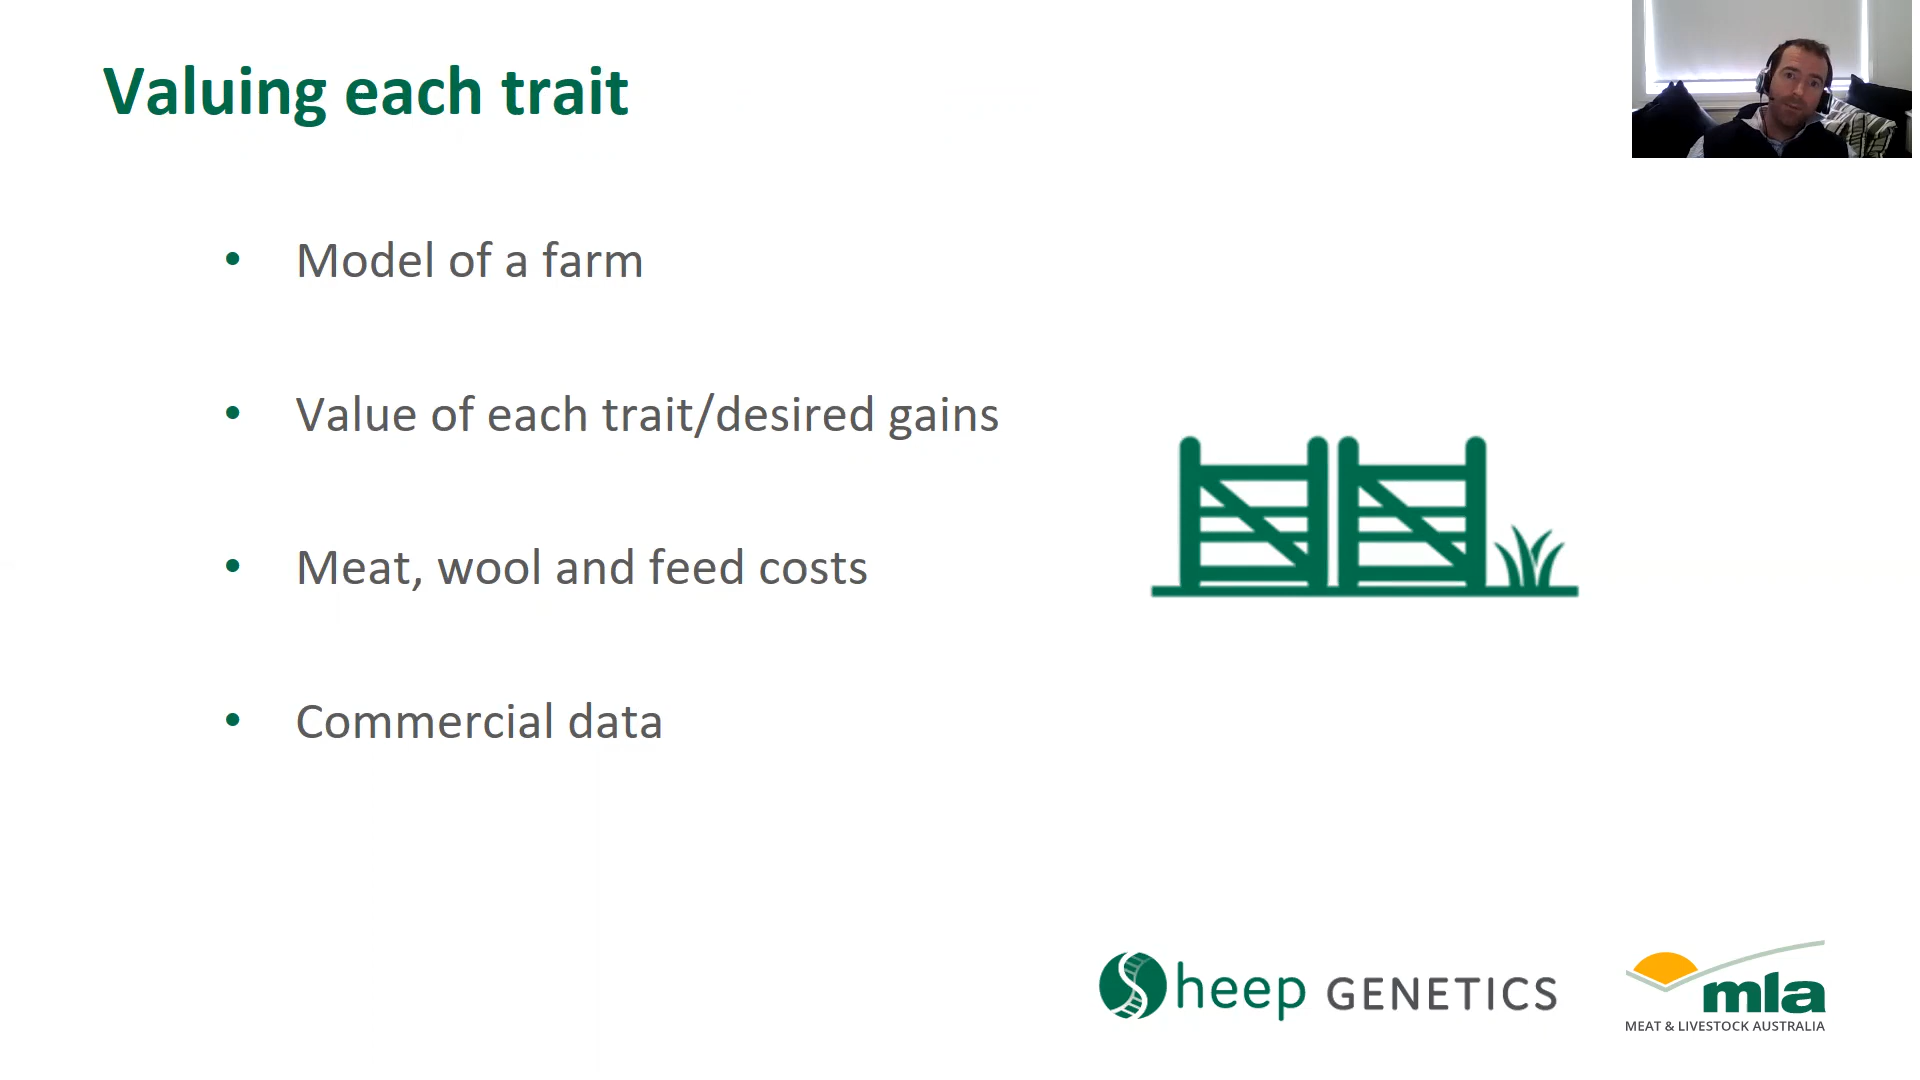 Valuing each trait
• Model of a farm
• Value of each trait/desired gains
• Meat, wool and feed costs
• Commercial data
Sheep GENETICS
mla
MEAT & LIVESTOCK AUSTRALIA